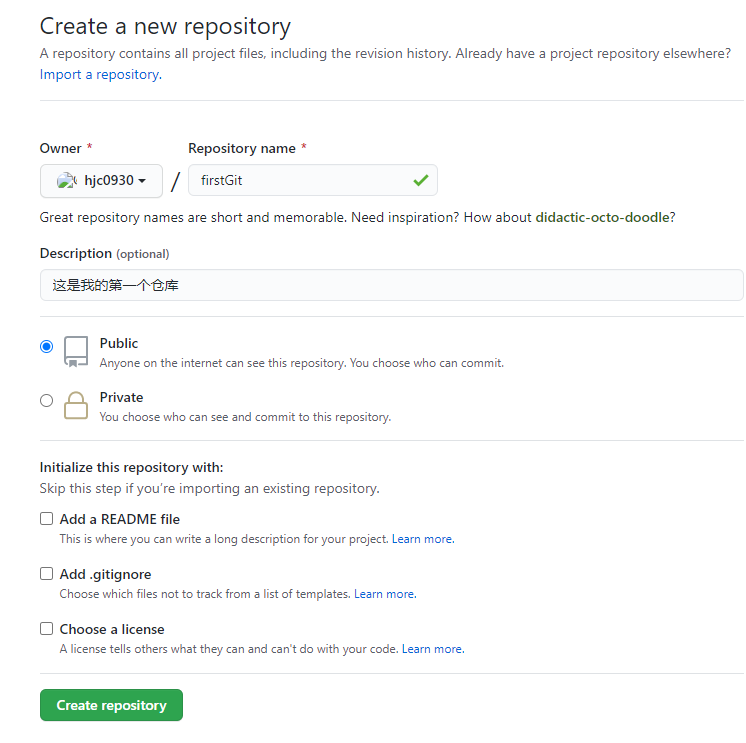 Create a new repository
A repository contains all project files, including the revision history. Already have a project repository elsewhere?
Import a repository.
Owner * Repository name *
hjc0930 / firstGit
Great repository names are short and memorable. Need inspiration? How about didactic-octo-doodle?
Description (optional)
这是我的第一个仓库
Public
Anyone on the internet can see this repository. You choose who can commit.
Private
You choose who can see and commit to this repository.
Initialize this repository with:
Skip this step if you’re importing an existing repository.
Add a README file
This is where you can write a long description for your project. Learn more.
Add .gitignore
Choose which files not to track from a list of templates. Learn more.
Choose a license
A license tells others what they can and can't do with your code. Learn more.
Create repository